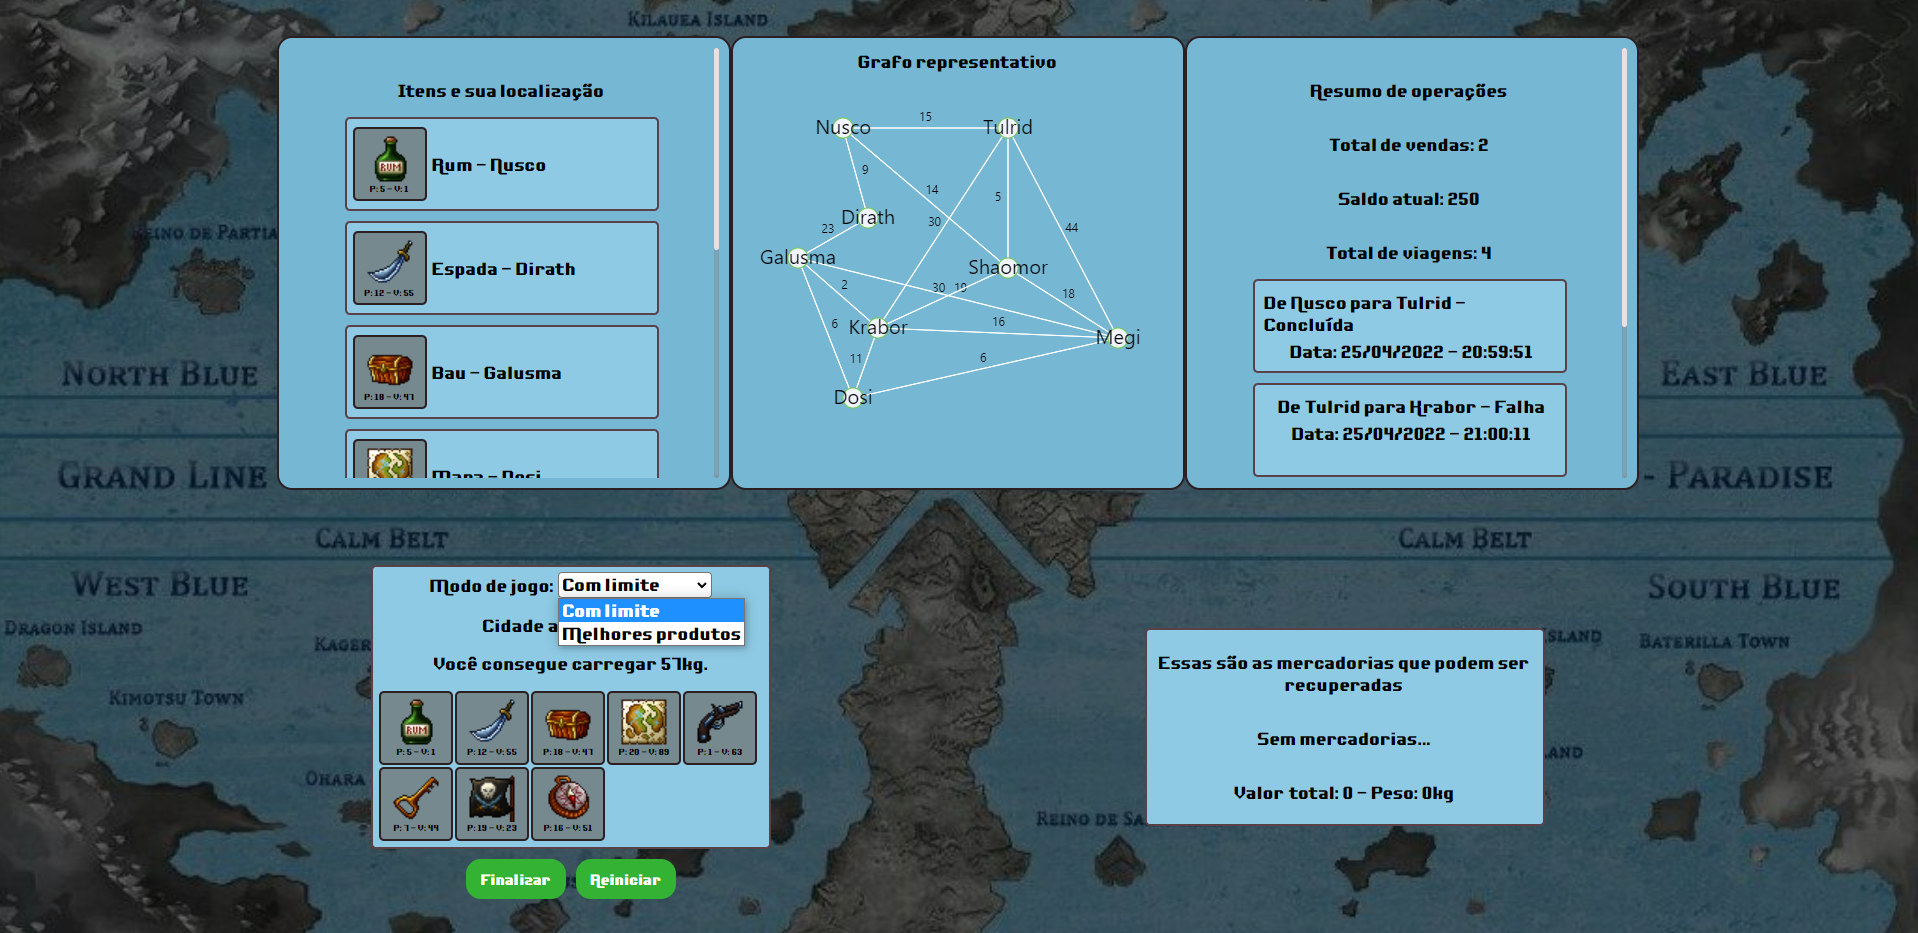 KILAUEA ISLAND
Itens e sua localização
Rum - Nusco
P: 5 - V: 1
Espada - Dirath
P: 12 - V: 55
Bau - Galusma
P: 18 - V: 47
Mapa - Dosi
Grafo representativo
Nusco
15
Tulrid
9
14
5
Dirath
30
23
44
Galusma
Shaomor
2
30
19
18
6
Krabor
16
Megi
11
6
Dosi
Resumo de operações
Total de vendas: 2
Saldo atual: 250
Total de viagens: 4
De Nusco para Tulrid -
Concluída
Data: 25/04/2022 - 20:59:51
De Tulrid para Krabor - Falha
Data: 25/04/2022 - 21:00:11
REINO DE PARTIA
NORTH BLUE
EAST BLUE
GRAND LINE
- PARADISE
CALM BELT
CALM BELT
WEST BLUE
SOUTH BLUE
DRAGON ISLAND
KAGER
ISLAND
BATERILLA TOWN
KIMOTSU TOWN
OHARA
LAND
REINO DE SA
Modo de jogo: Com limite
Com limite
Melhores produtos
Cidade a
Você consegue carregar 57kg.
P: 5 - V: 1
P: 12 - V: 55
P: 18 - V: 47
P: 20 - V: 89
P: 1 - V: 63
P: 7 - V: 44
P: 19 - V: 23
P: 16 - V: 51
Finalizar
Reiniciar
Essas são as mercadorias que podem ser
recuperadas
Sem mercadorias...
Valor total: 0 - Peso: 0kg